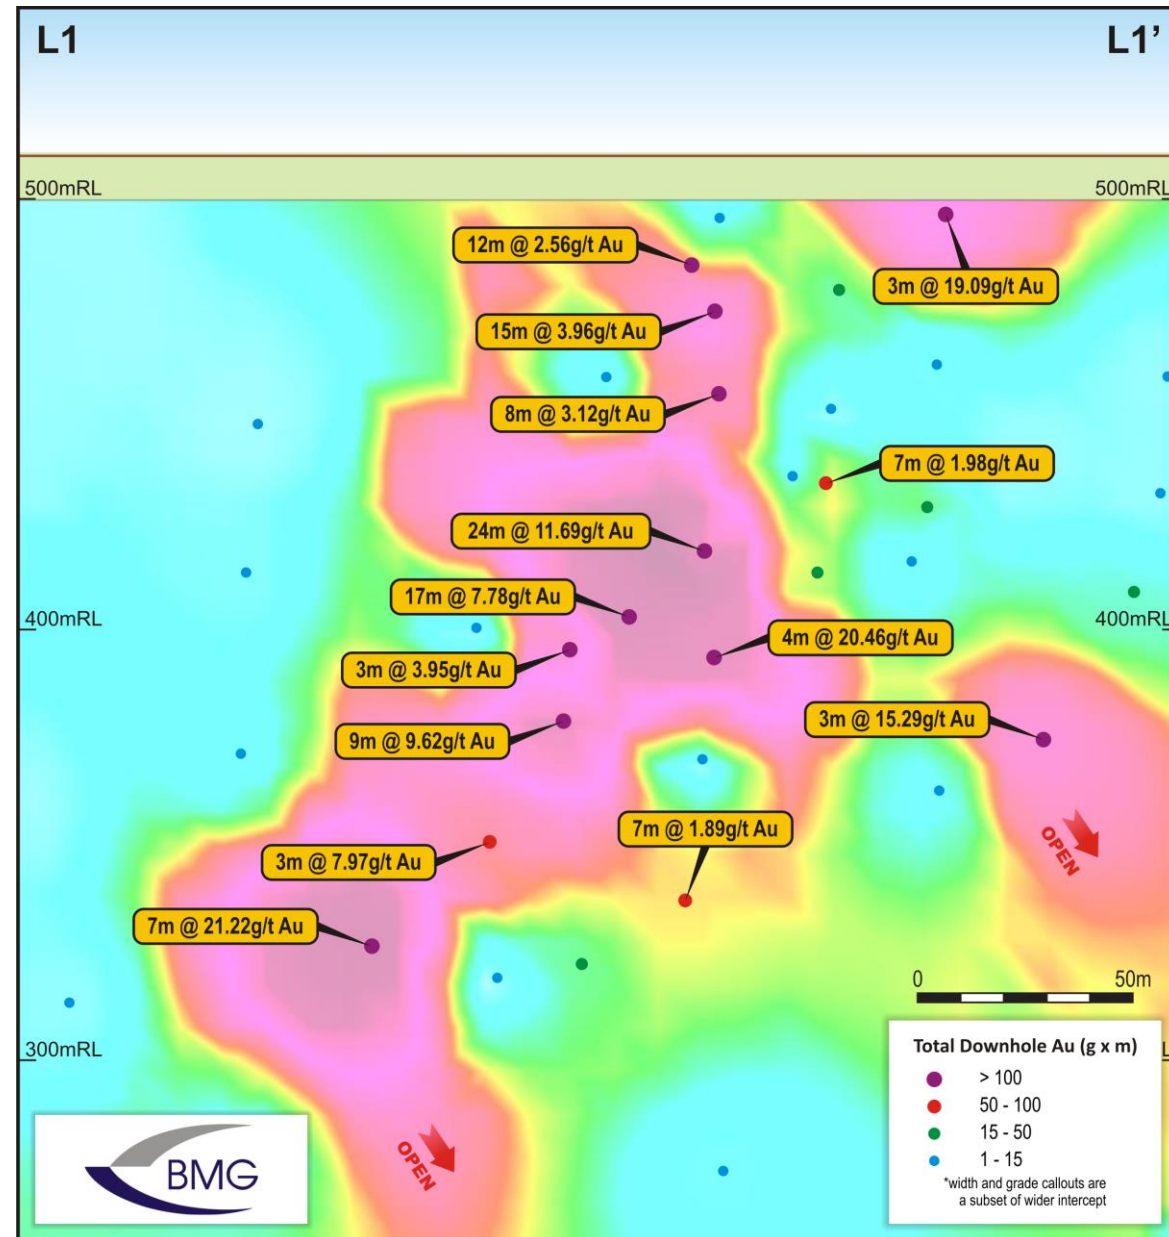 L1
L1’
500mRL
500mRL
12m @ 2.56g/t Au
3m @ 19.09g/t Au
15m @ 3.96g/t Au
8m @ 3.12g/t Au
7m @ 1.98g/t Au
24m @ 11.69g/t Au
17m @ 7.78g/t Au
400mRL
400mRL
4m @ 20.46g/t Au
3m @ 3.95g/t Au
3m @ 15.29g/t Au
9m @ 9.62g/t Au
7m @ 1.89g/t Au
OPEN
3m @ 7.97g/t Au
7m @ 21.22g/t Au
0
50m
300mRL
L
Total Downhole Au (g x m)
> 100
50 - 100
15 - 50
1 - 15
*width and grade callouts are
a subset of wider intercept
OPEN
BMG